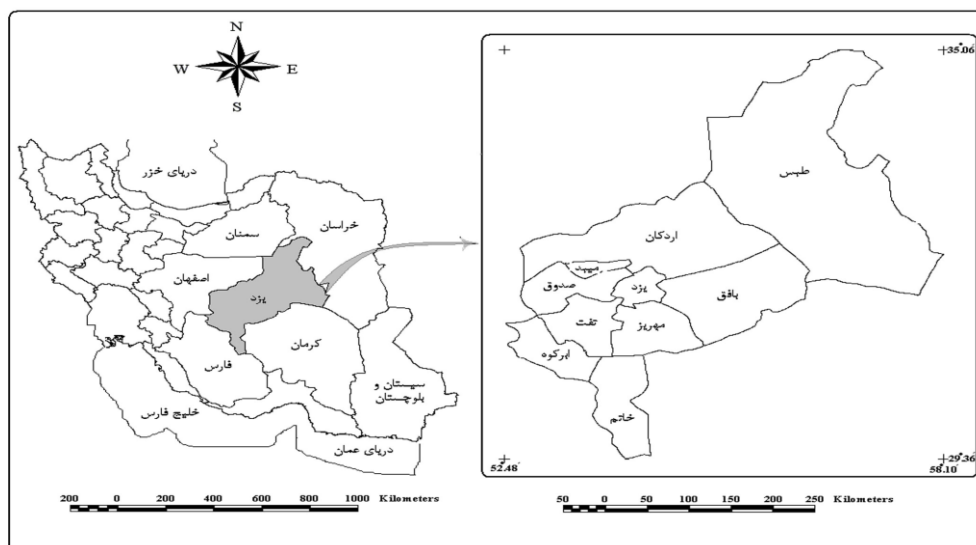 N
W E
S
دریای خزر
خراسان
سمنان
اصفهان
یزد
کرمان
فارس
سیستان و
بلوچستان
خلیج فارس
دریای عمان
200 0 200 400 600 800 1000 Kilometers
35.06
طبس
اردکان
میبد
صدوق
یزد
بافق
تفت
مهریز
ابرکوه
خاتم
29.36
52.48
58.10
50 0 50 100 150 200 250 Kilometers